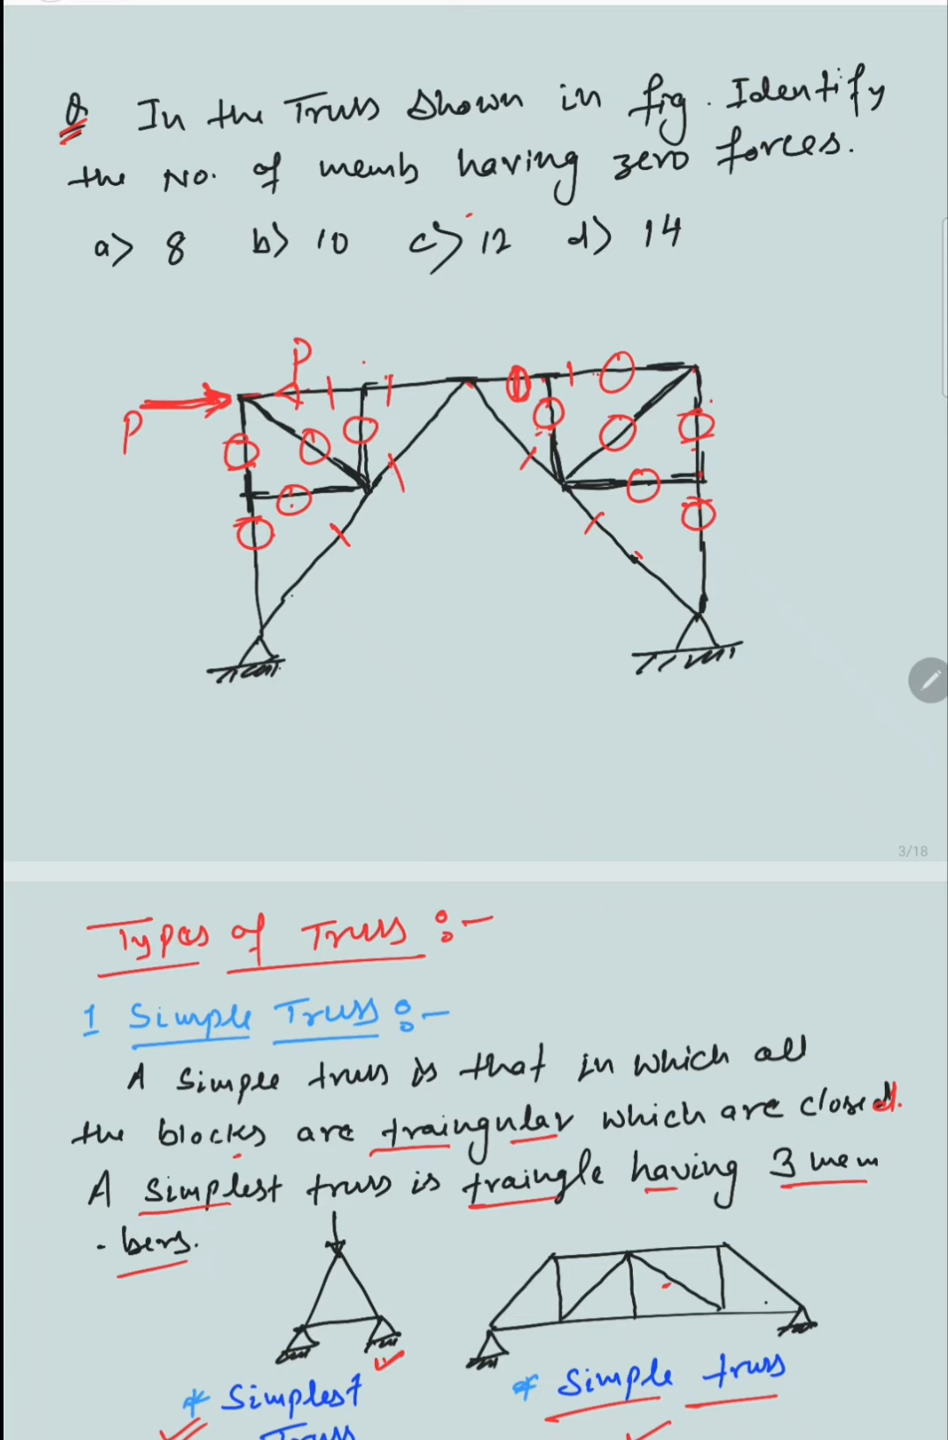 Q In the Truss shown in fig. Identify
the No. of memb having zero forces.
a> 8 b> 10 c> 12 d> 14
P
P
3/18
Types of Truss :-
1 Simple Truss :-
A simple truss is that in which all
the blocks are traingular which are closed.
A simplest truss is traingle having 3 mem
- bers.
* Simplest
Truss
* Simple truss